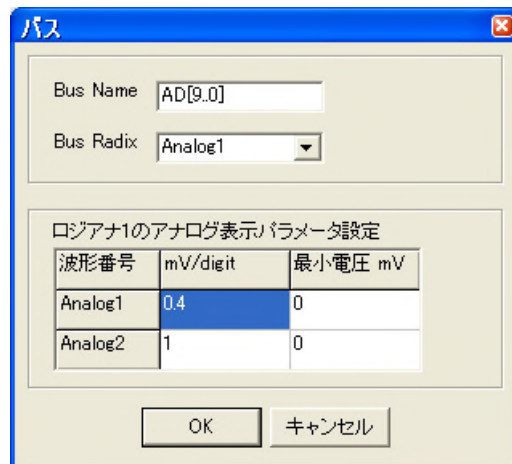 バス
Bus Name AD[9..0]
Bus Radix Analog1
ロジアナ1のアナログ表示パラメータ設定
波形番号 mV/digit 最小電圧 mV
Analog1 0.4 0
Analog2 1 0
OK キャンセル